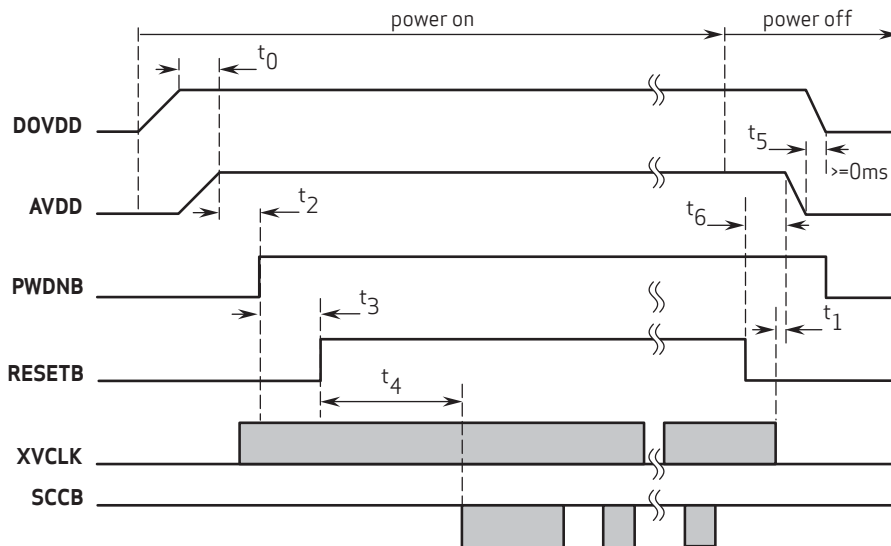 power on
power off
t0
DOVDD
t5
>=0ms
AVDD
t2
t6
PWDNB
t3
t1
RESETB
t4
XVCLK
SCCB